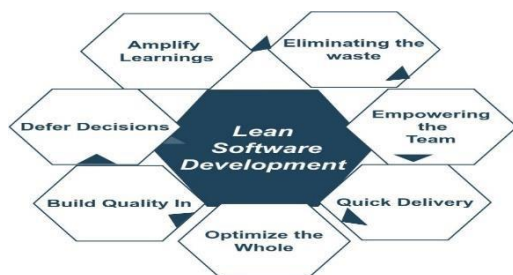 Amplify
Learnings
Eliminating the
waste
Defer Decisions
Lean
Software
Development
Empowering
the
Team
Build Quality In
Quick Delivery
Optimize the
Whole